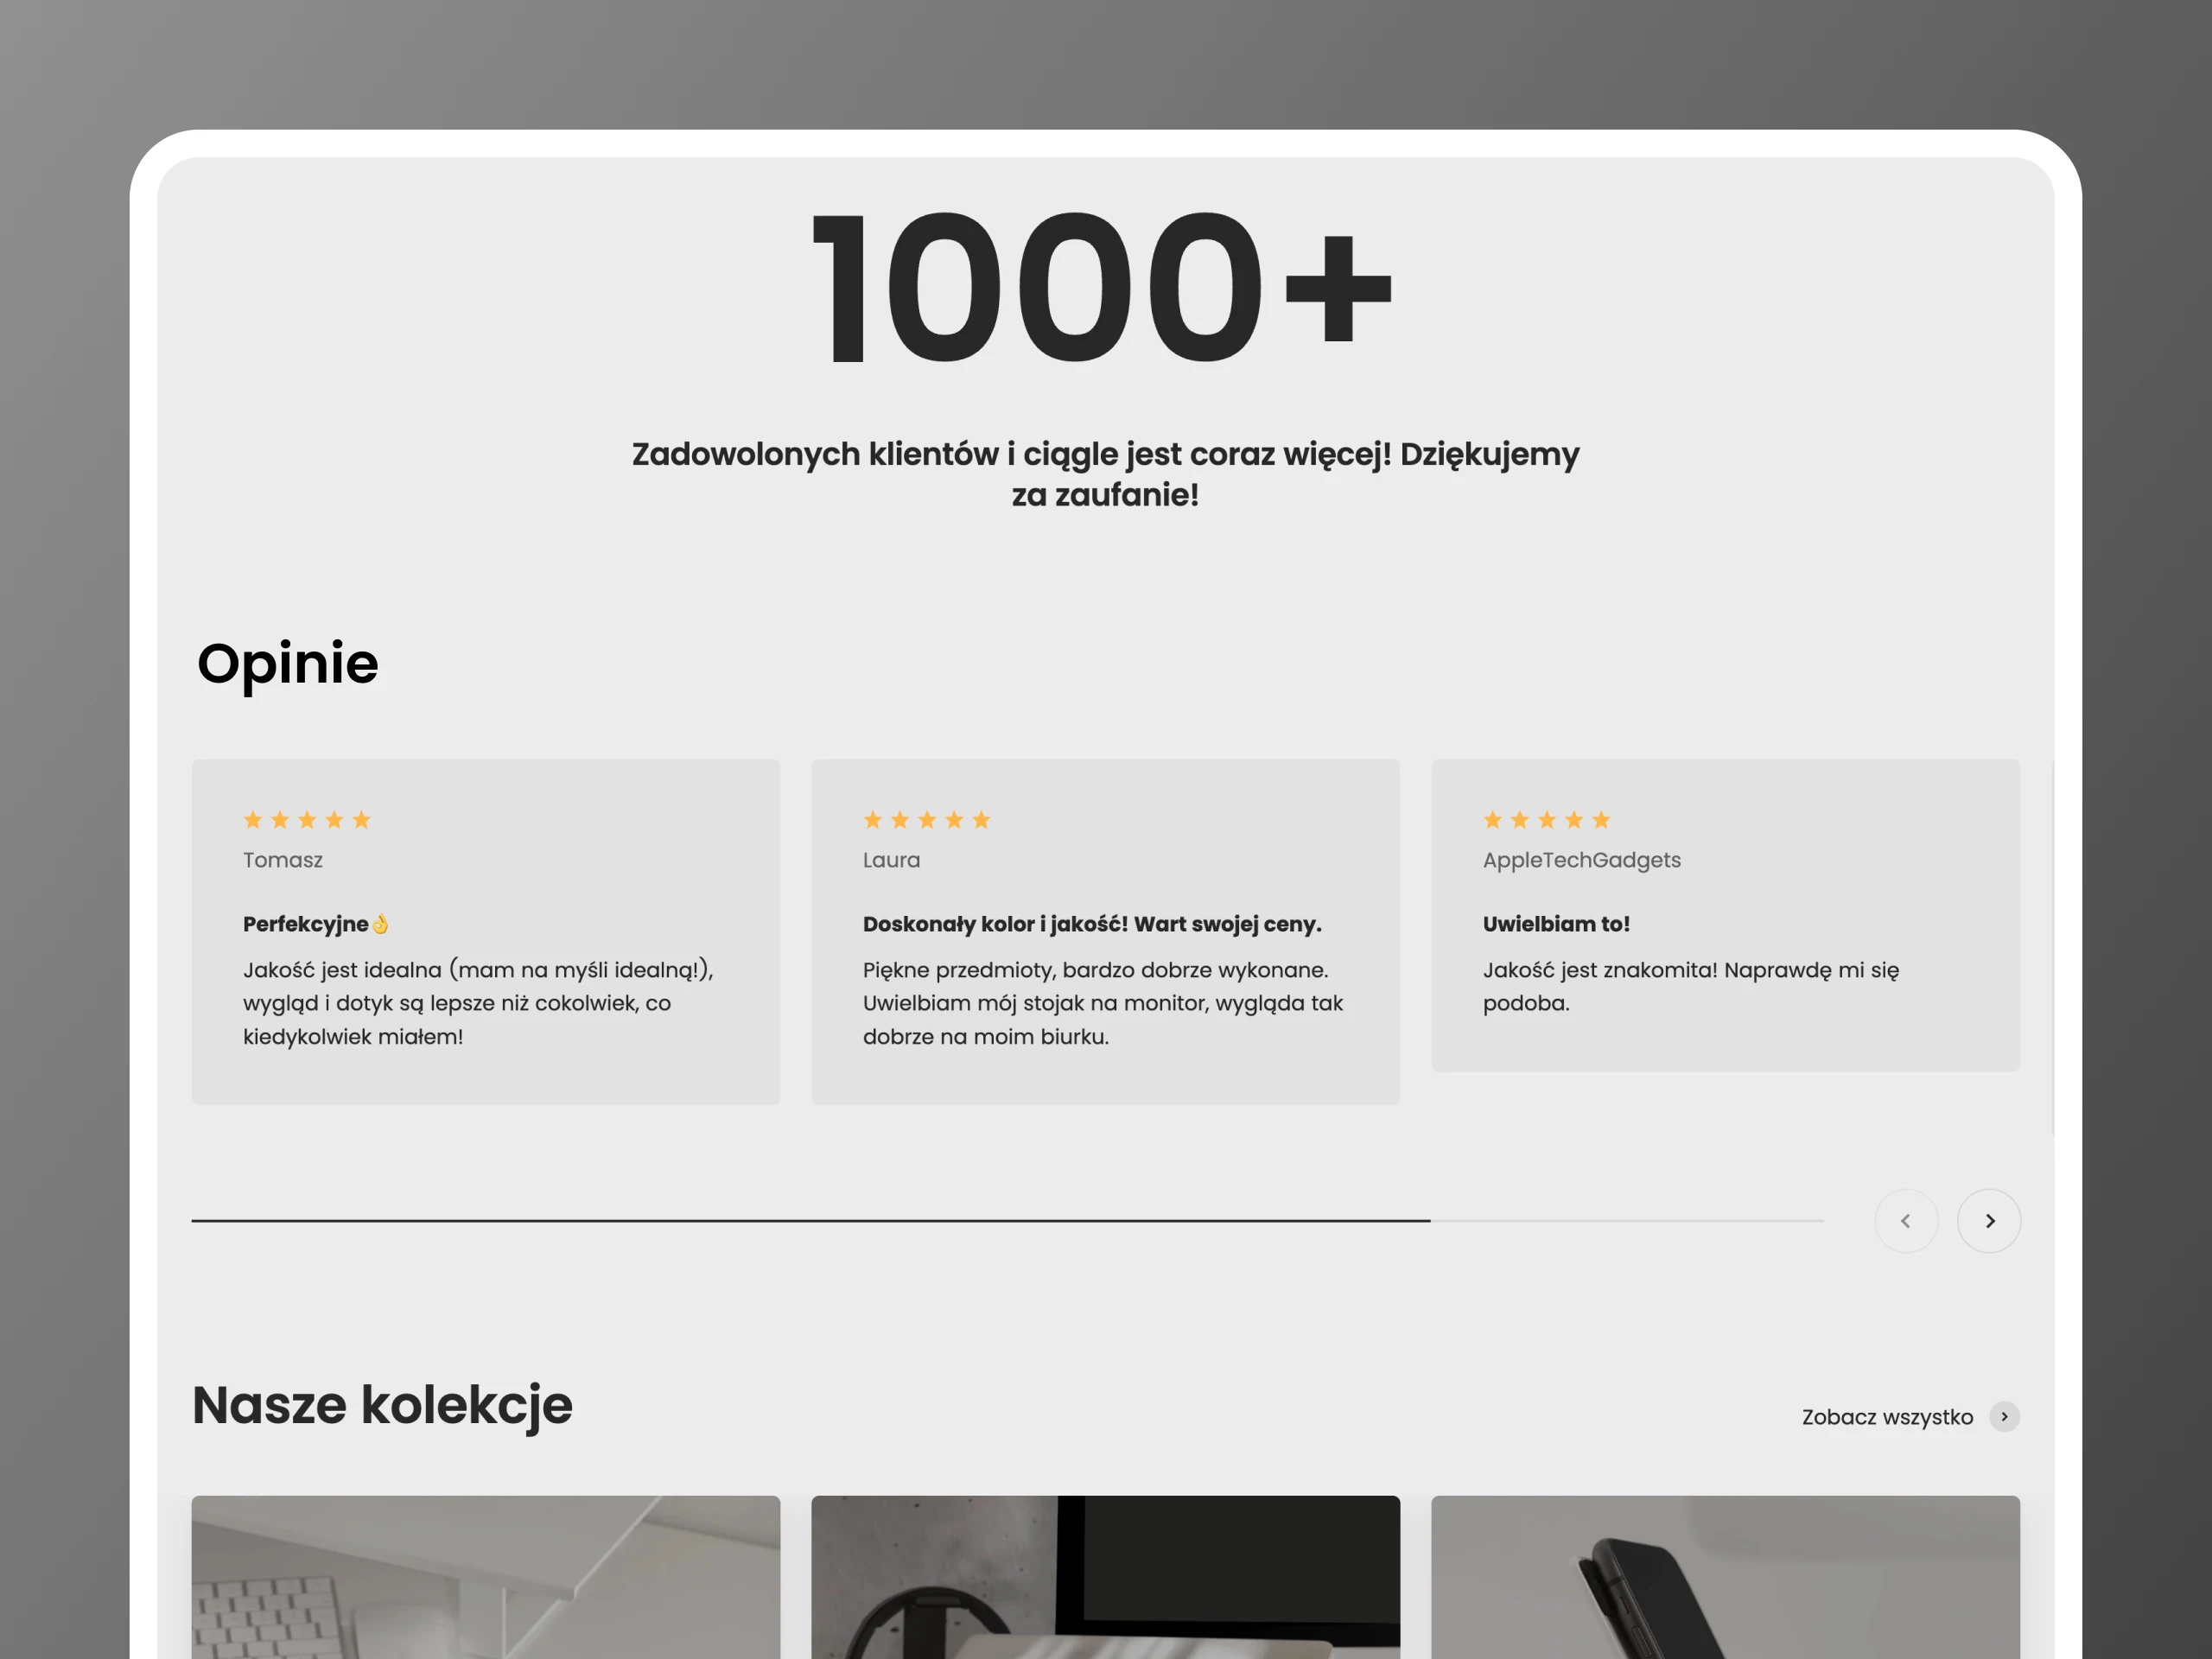 1000+
Zadowolonych klientów i ciągle jest coraz więcej! Dziękujemy
za zaufanie!
Opinie
Tomasz
Perfekcyjne👌
Jakość jest idealna (mam na myśli idealną!),
wygląd i dotyk są lepsze niż cokolwiek, co
kiedykolwiek miałem!
Laura
Doskonały kolor i jakość! Wart swojej ceny.
Piękne przedmioty, bardzo dobrze wykonane.
Uwielbiam mój stojak na monitor, wygląda tak
dobrze na moim biurku.
AppleTechGadgets
Uwielbiam to!
Jakość jest znakomita! Naprawdę mi się
podoba.
Nasze kolekcje
Zobacz wszystko